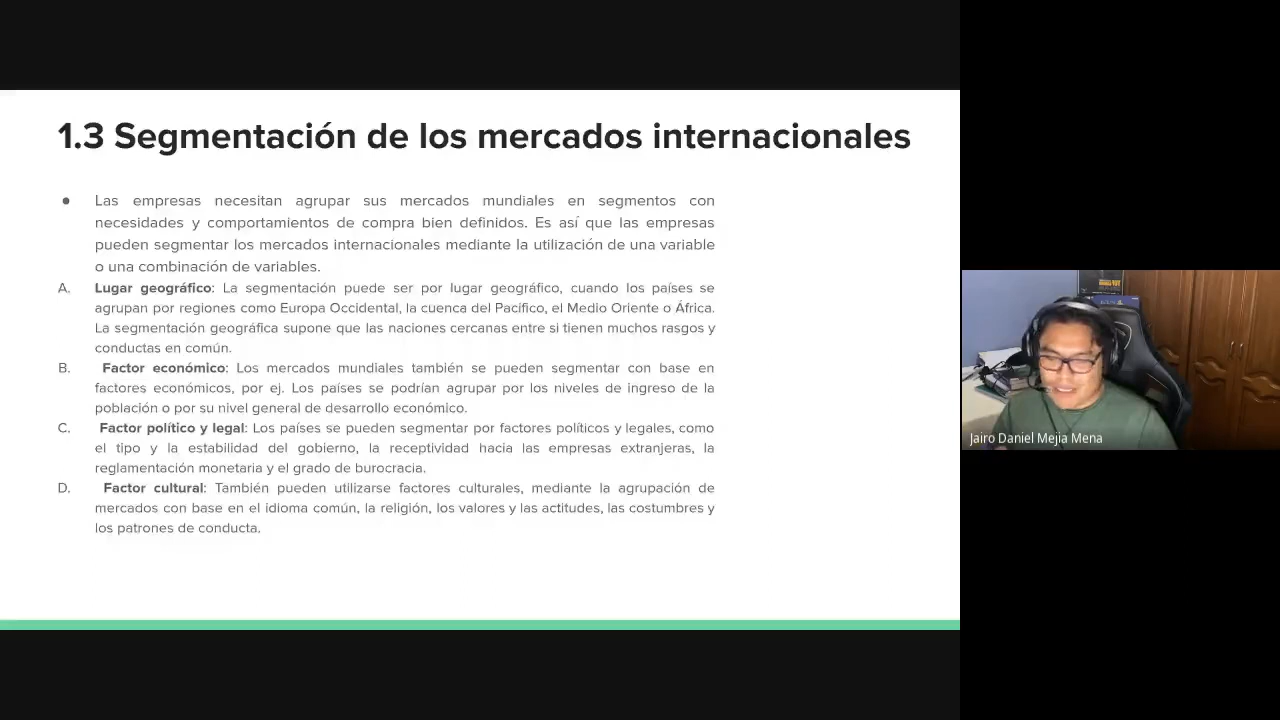 1.3 Segmentación de los mercados internacionales
● Las empresas necesitan agrupar sus mercados mundiales en segmentos con
necesidades y comportamientos de compra bien definidos. Es así que las empresas
pueden segmentar los mercados internacionales mediante la utilización de una variable
o una combinación de variables.
A. Lugar geográfico: La segmentación puede ser por lugar geográfico, cuando los países se
agrupan por regiones como Europa Occidental, la cuenca del Pacífico, el Medio Oriente o África.
La segmentación geográfica supone que las naciones cercanas entre si tienen muchos rasgos y
conductas en común.
B. Factor económico: Los mercados mundiales también se pueden segmentar con base en
factores económicos, por ej. Los países se podrían agrupar por los niveles de ingreso de la
población o por su nivel general de desarrollo económico.
C. Factor político y legal: Los países se pueden segmentar por factores políticos y legales, como
el tipo y la estabilidad del gobierno, la receptividad hacia las empresas extranjeras, la
reglamentación monetaria y el grado de burocracia.
D. Factor cultural: También pueden utilizarse factores culturales, mediante la agrupación de
mercados con base en el idioma común, la religión, los valores y las actitudes, las costumbres y
los patrones de conducta.
Jairo Daniel Mejia Mena